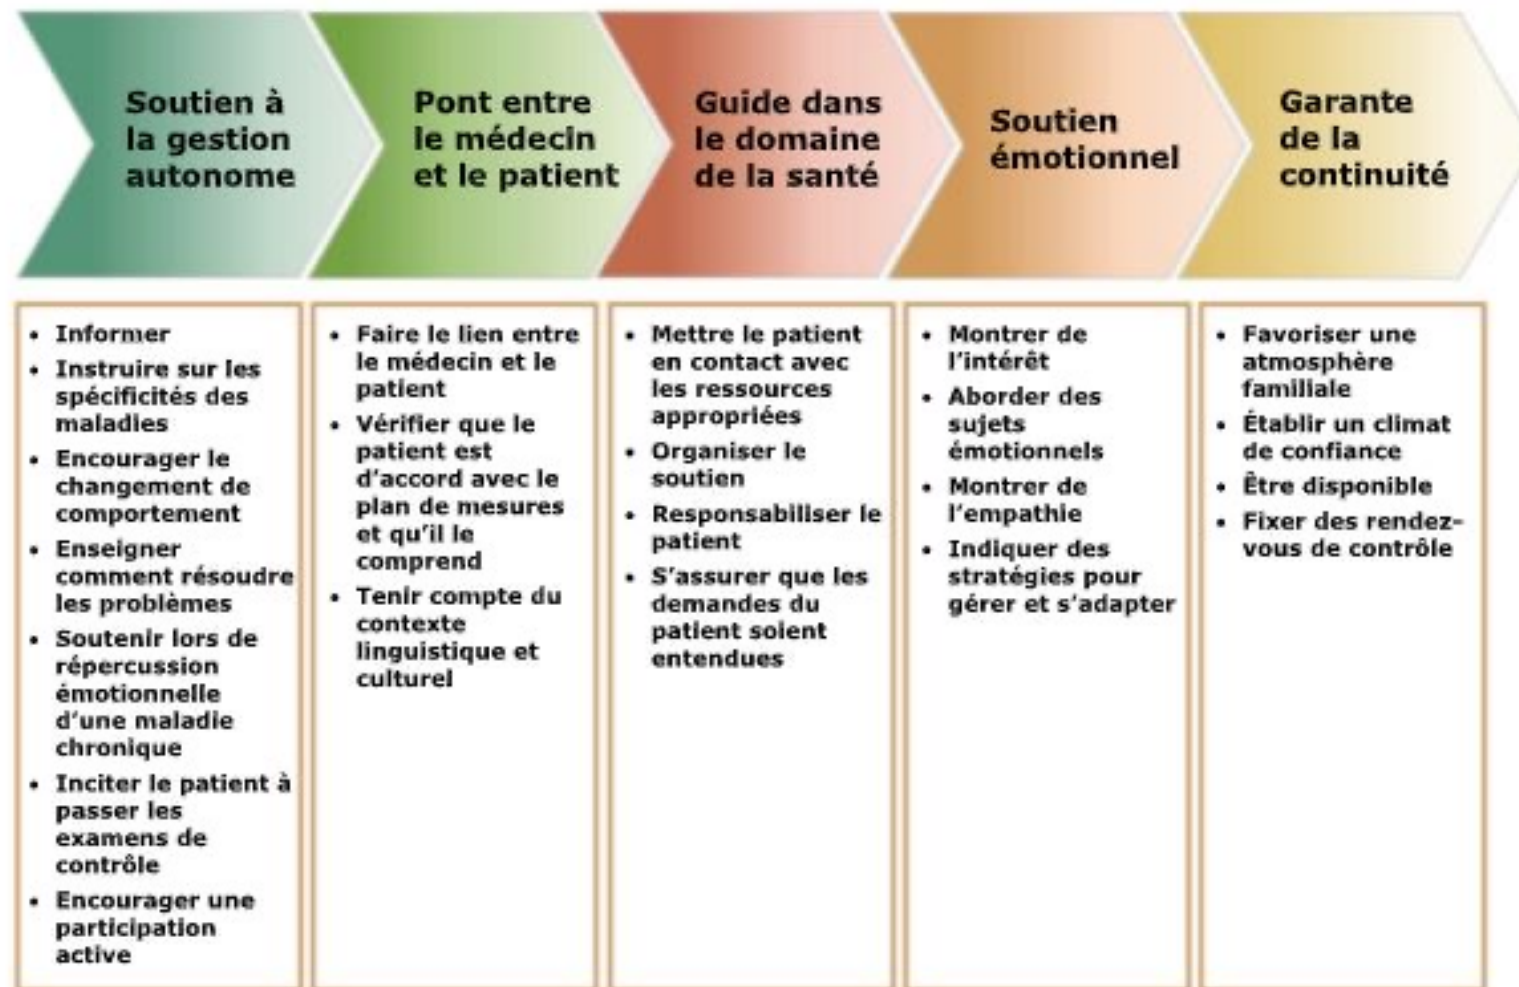 Soutien à
la gestion
autonome
Pont entre
le médecin
et le patient
Guide dans
le domaine
de la santé
Soutien
émotionnel
Garante
de la
continuité
• Informer
• Instruire sur les
spécificités des
maladies
• Encourager le
changement de
comportement
• Enseigner
comment résoudre
les problèmes
• Soutenir lors de
répercussion
émotionnelle
d'une maladie
chronique
• Inciter le patient à
passer les
examens de
contrôle
• Encourager une
participation
active
• Faire le lien entre
le médecin et le
patient
• Vérifier que le
patient est
d'accord avec le
plan de mesures
et qu'il le
comprend
• Tenir compte du
contexte
linguistique et
culturel
• Mettre le patient
en contact avec
les ressources
appropriées
• Organiser le
soutien
• Responsabiliser le
patient
• S'assurer que les
demandes du
patient soient
entendues
• Montrer de
l'intérêt
• Aborder des
sujets
émotionnels
• Montrer de
l'empathie
• Indiquer des
stratégies pour
gérer et s'adapter
• Favoriser une
atmosphère
familiale
• Établir un climat
de confiance
• Être disponible
• Fixer des rendez-
vous de contrôle